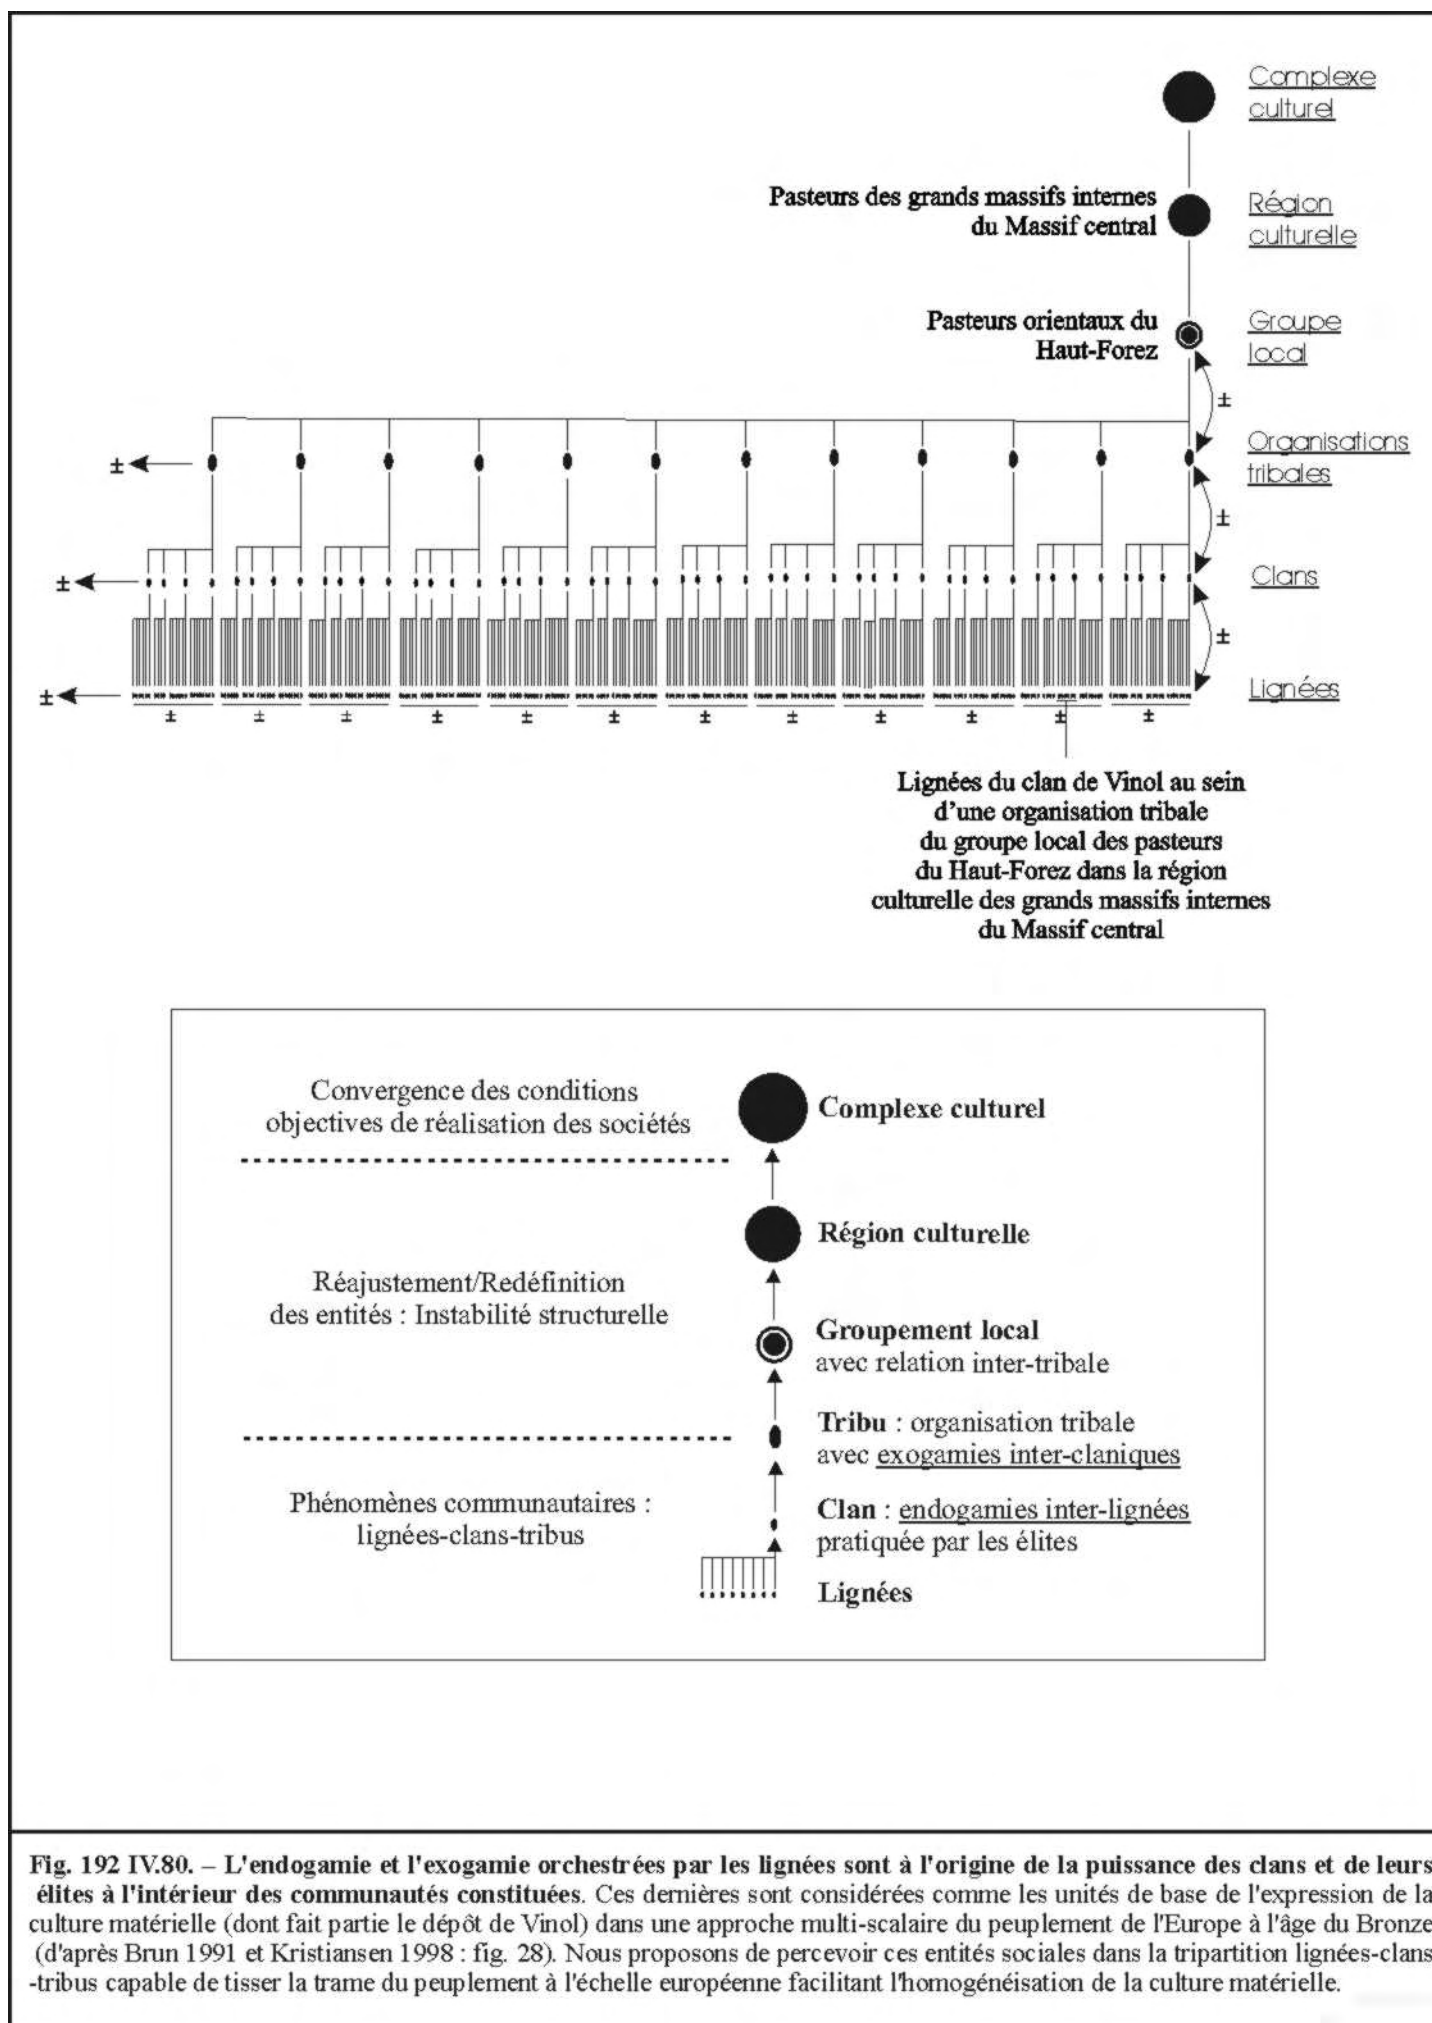 Complexe
culturel
Pasteurs des grands massifs internes
du Massif central
Région
culturelle
Pasteurs orientaux du
Haut-Forez
Groupe
local
±
Organisations
tribales
±
±
Clans
±
±
Lignées
±
± ± ± ± ± ± ± ± ± ± ± ±
Lignées du clan de Vinol au sein
d'une organisation tribale
du groupe local des pasteurs
du Haut-Forez dans la région
culturelle des grands massifs internes
du Massif central
Convergence des conditions
objectives de réalisation des sociétés
Complexe culturel
Région culturelle
Réajustement/Redéfinition
des entités : Instabilité structurelle
Groupement local
avec relation inter-tribale
Tribu : organisation tribale
avec exogamies inter-claniques
Phénomènes communautaires :
lignées-clans-tribus
Clan : endogamies inter-lignées
pratiquée par les élites
Lignées
Fig. 192 IV.80. – L'endogamie et l'exogamie orchestrées par les lignées sont à l'origine de la puissance des clans et de leurs
élites à l'intérieur des communautés constituées. Ces dernières sont considérées comme les unités de base de l'expression de la
culture matérielle (dont fait partie le dépôt de Vinol) dans une approche multi-scalaire du peuplement de l'Europe à l'âge du Bronze
(d'après Brun 1991 et Kristiansen 1998 : fig. 28). Nous proposons de percevoir ces entités sociales dans la tripartition lignées-clans
-tribus capable de tisser la trame du peuplement à l'échelle européenne facilitant l'homogénéisation de la culture matérielle.